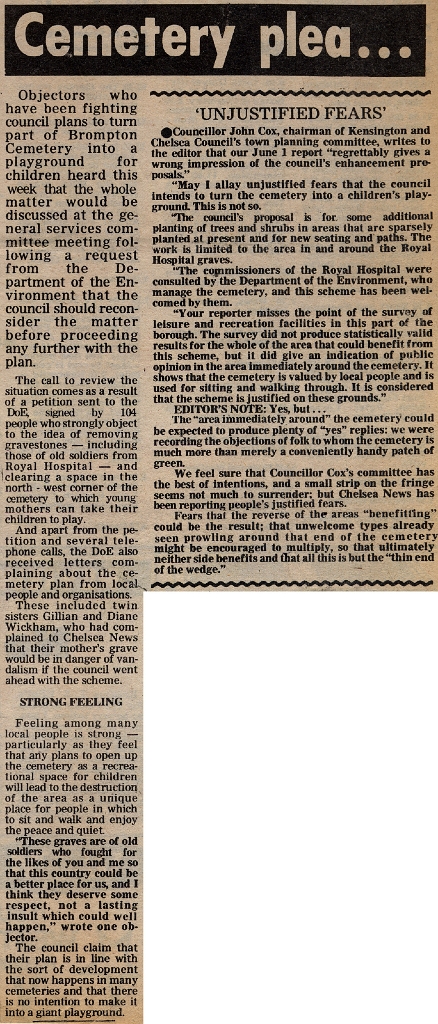 Cemetery plea...
Objectors who
have been fighting
council plans to turn
part of Brompton
Cemetery into a
playground for
children heard this
week that the whole
matter would be
discussed at the ge-
neral services com-
mittee meeting fol-
lowing a request
from the De-
partment of the En-
vironment that the
council should recon-
sider the matter
before proceeding
any further with the
plan.
The call to review the
situation comes as a result
of a petition sent to the
DoE, signed by 104
people who strongly object
to the idea of removing
gravestones — including
those of old soldiers from
Royal Hospital — and
clearing a space in the
north - west corner of the
cemetery to which young
mothers can take their
children to play.
And apart from the pe-
tition and several tele-
phone calls, the DoE also
received letters com-
plaining about the ce-
metery plan from local
people and organisations.
These included twin
sisters Gillian and Diane
Wickham, who had com-
plained to Chelsea News
that their mother's grave
would be in danger of van-
dalism if the council went
ahead with the scheme.
STRONG FEELING
Feeling among many
local people is strong —
particularly as they feel
that any plans to open up
the cemetery as a recrea-
tional space for children
will lead to the destruction
of the area as a unique
place for people in which
to sit and walk and enjoy
the peace and quiet.
"These graves are of old
soldiers who fought for
the likes of you and me so
that this country could be
a better place for us, and I
think they deserve some
respect, not a lasting
insult which could well
happen," wrote one ob-
jector.
The council claim that
their plan is in line with
the sort of development
that now happens in many
cemeteries and that there
is no intention to make it
into a giant playground.
'UNJUSTIFIED FEARS'
●Councillor John Cox, chairman of Kensington and
Chelsea Council's town planning committee, writes to
the editor that our June 1 report "regrettably gives a
wrong impression of the council's enhancement pro-
posals."
"May I allay unjustified fears that the council
intends to turn the cemetery into a children's play-
ground. This is not so.
"The council's proposal is for some additional
planting of trees and shrubs in areas that are sparsely
planted at present and for new seating and paths. The
work is limited to the area in and around the Royal
Hospital graves.
"The commissioners of the Royal Hospital were
consulted by the Department of the Environment, who
manage the cemetery, and this scheme has been wel-
comed by them.
"Your reporter misses the point of the survey of
leisure and recreation facilities in this part of the
borough. The survey did not produce statistically valid
results for the whole of the area that could benefit from
this scheme, but it did give an indication of public
opinion in the area immediately around the cemetery. It
shows that the cemetery is valued by local people and is
used for sitting and walking through. It is considered
that the scheme is justified on these grounds."
EDITOR'S NOTE: Yes, but...
The "area immediately around" the cemetery could
be expected to produce plenty of "yes" replies: we were
recording the objections of folk to whom the cemetery is
much more than merely a conveniently handy patch of
green.
We feel sure that Councillor Cox's committee has
the best of intentions, and a small strip on the fringe
seems not much to surrender; but Chelsea News has
been reporting people's justified fears.
Fears that the reverse of the areas "benefitting"
could be the result; that unwelcome types already
seen prowling around that end of the cemetery
might be encouraged to multiply, so that ultimately
neither side benefits and that all this is but the "thin end
of the wedge."